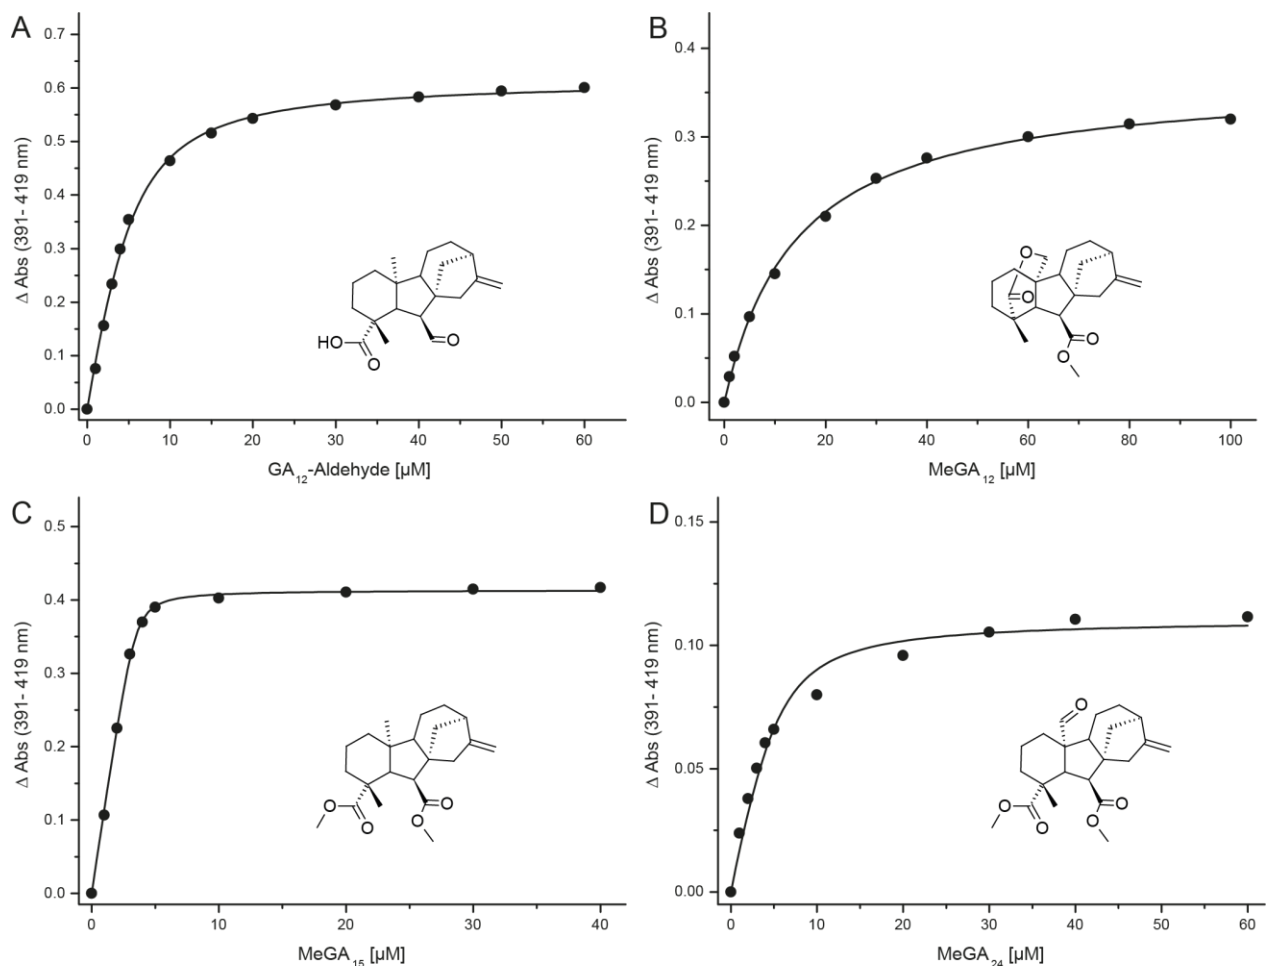 A
0.7
0.6
0.5
0.4
0.3
0.2
0.1
0.0
Δ Abs (391- 419 nm)
HO
O
O
0
10
20
30
40
50
60
GA₁₂-Aldehyde [µM]
B
0.4
0.3
0.2
0.1
0.0
Δ Abs (391- 419 nm)
O
O
O
O
0
20
40
60
80
100
MeGA₁₂ [µM]
C
0.5
0.4
0.3
0.2
0.1
0.0
Δ Abs (391- 419 nm)
O
O
O
O
0
10
20
30
40
MeGA₁₅ [µM]
D
0.15
0.10
0.05
0.00
Δ Abs (391- 419 nm)
O
O
O
O
O
0
10
20
30
40
50
60
MeGA₂₄ [µM]